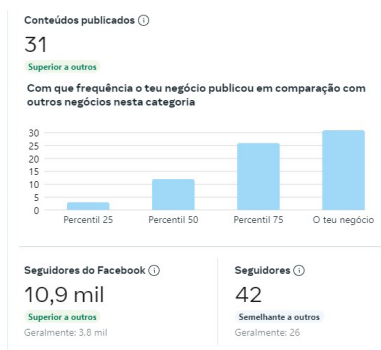 Conteúdos publicados
31
Superior a outros
Com que frequência o teu negócio publicou em comparação com
outros negócios nesta categoria
30
25
20
15
10
5
0
Percentil 25 Percentil 50 Percentil 75 O teu negócio
Seguidores do Facebook
10,9 mil
Superior a outros
Geralmente: 3.8 mil
Seguidores
42
Semelhante a outros
Geralmente: 26